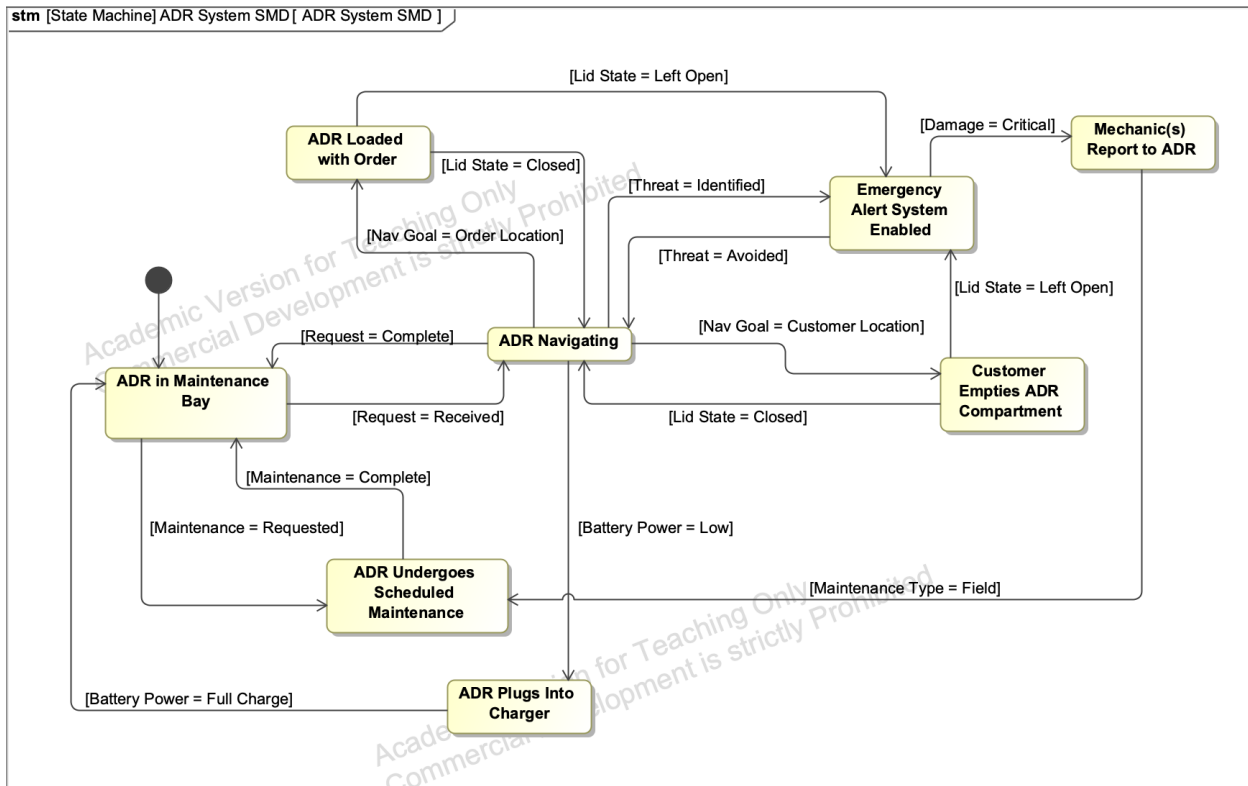 stm [State Machine] ADR System SMD [ ADR System SMD ]
[Lid State = Left Open]
ADR Loaded
with Order
[Damage = Critical]
Mechanic(s)
Report to ADR
[Lid State = Closed]
[Threat = Identified]
Emergency
Alert System
Enabled
[Nav Goal = Order Location]
[Threat = Avoided]
[Lid State = Left Open]
Academic Version for Teaching Only
Commercial Development is strictly Prohibited
[Request = Complete]
ADR Navigating
[Nav Goal = Customer Location]
ADR in Maintenance
Bay
Customer
Empties ADR
Compartment
[Request = Received]
[Lid State = Closed]
[Maintenance = Complete]
[Maintenance = Requested]
[Battery Power = Low]
ADR Undergoes
Scheduled
Maintenance
[Maintenance Type = Field]
[Battery Power = Full Charge]
ADR Plugs Into
Charger
for Teaching Only
Development is strictly Prohibited